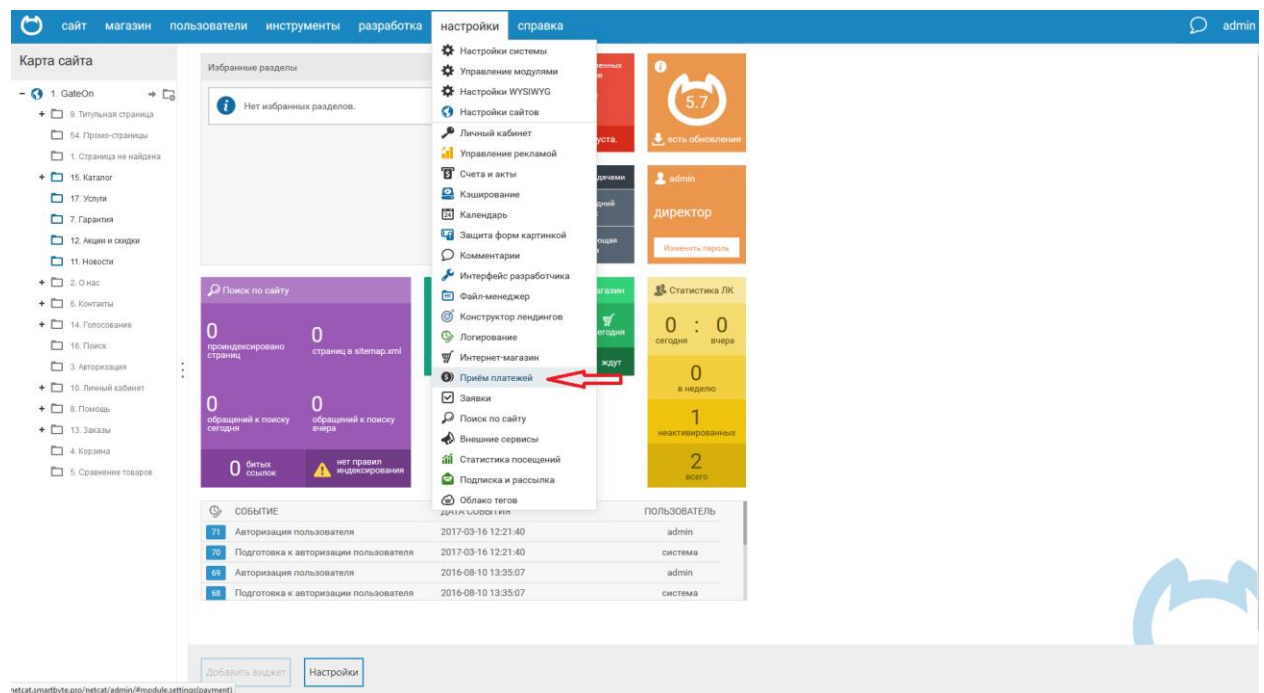 сайт магазин пользователи инструменты разработка настройки справка admin
Карта сайта
1. GateOn
9. Титульная страница
54. Промо-страницы
1. Страница не найдена
15. Каталог
17. Услуги
7. Гарантия
12. Акции и скидки
11. Новости
2. О нас
6. Контакты
14. Голосование
16. Поиск
3. Авторизация
10. Личный кабинет
8. Помощь
13. Заказы
4. Корзина
5. Сравнение товаров
Избранные разделы
Нет избранных разделов.
Настройки системы
Управление модулями
Настройки WYSIWYG
Настройки сайтов
Личный кабинет
Управление рекламой
Счета и акты
Кэширование
Календарь
Защита форм картинкой
Комментарии
Интерфейс разработчика
Файл-менеджер
Конструктор лендингов
Логирование
Интернет-магазин
Приём платежей
Заявки
Поиск по сайту
Внешние сервисы
Статистика посещений
Подписка и рассылка
Облако тегов
5.7
есть обновления
admin
директор
Изменить пароль
Поиск по сайту
0
проиндексировано
страниц
0
страниц в sitemap.xml
0
обращений к поиску
сегодня
0
обращений к поиску
вчера
0 битых
ссылок
нет правил
индексирования
ждут
Статистика ЛК
0 : 0
сегодня вчера
0
в неделю
1
неактивированных
2
всего
СОБЫТИЕ ДАТА СОБЫТИЯ ПОЛЬЗОВАТЕЛЬ
71 Авторизация пользователя 2017-03-16 12:21:40 admin
70 Подготовка к авторизации пользователя 2017-03-16 12:21:40 система
69 Авторизация пользователя 2016-08-10 13:35:07 admin
68 Подготовка к авторизации пользователя 2016-08-10 13:35:07 система
Добавить виджет Настройки
netcat.smartbyte.pro/netcat/admin/#module.settings(payment)